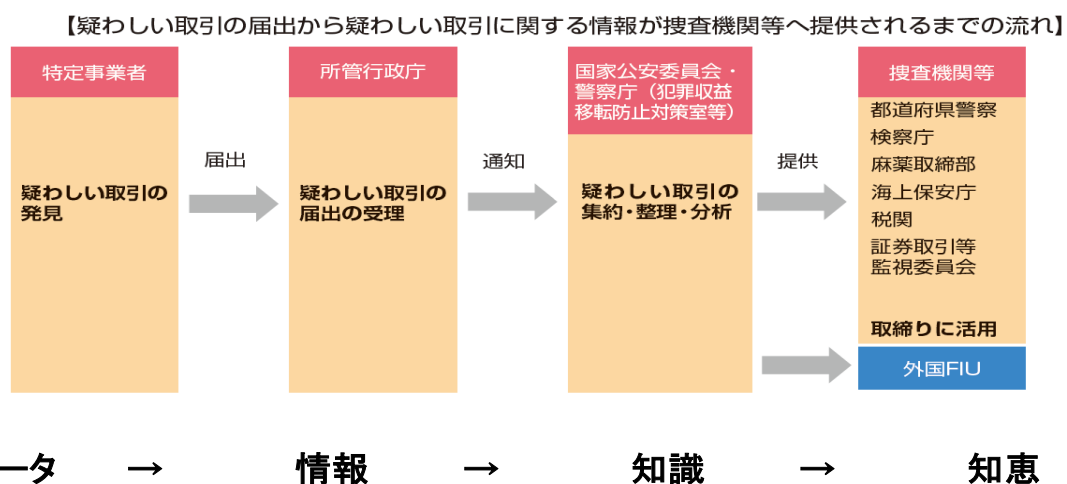 【疑わしい取引の届出から疑わしい取引に関する情報が捜査機関等へ提供されるまでの流れ】
特定事業者
疑わしい取引の
発見
届出
所管行政庁
疑わしい取引の
届出の受理
通知
国家公安委員会・
警察庁（犯罪収益
移転防止対策室等）
疑わしい取引の
集約・整理・分析
提供
捜査機関等
都道府県警察
検察庁
麻薬取締部
海上保安庁
税関
証券取引等
監視委員会
取締りに活用
外国FIU
ータ → 情報 → 知識 → 知恵